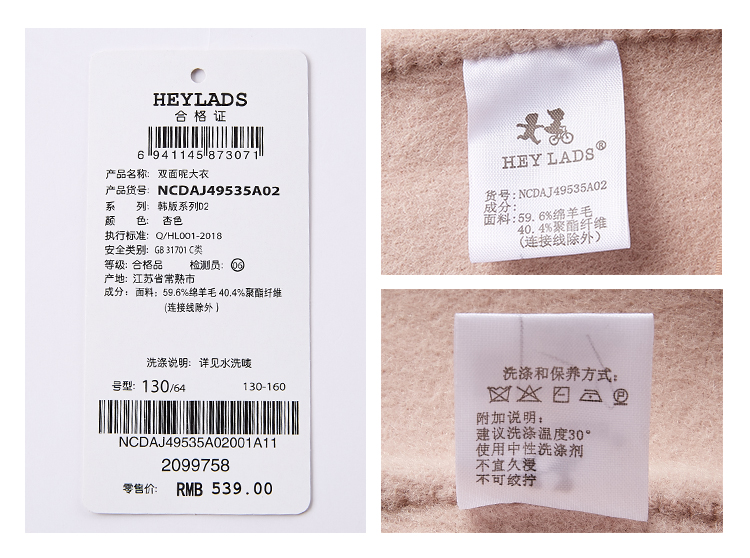 HEYLADS
合格证
6 941145 873071
产品名称: 双面呢大衣
产品货号: NCDAJ49535A02
系 列: 韩版系列D2
颜 色: 杏色
执行标准: Q/HL001-2018
安全类别: GB 31701 C类
等级: 合格品 检测员: 06
产地: 江苏省常熟市
成分: 面料: 59.6%绵羊毛 40.4%聚酯纤维
(连接线除外)
洗涤说明: 详见水洗唛
号型: 130/64 130-160
NCDAJ49535A02001A11
2099758
零售价: RMB 539.00
HEY LADS®
货号:NCDAJ49535A02
成分:
面料:59.6%绵羊毛
40.4%聚酯纤维
(连接线除外)
洗涤和保养方式:
P
附加说明:
建议洗涤温度30°
使用中性洗涤剂
不宜久浸
不可绞拧